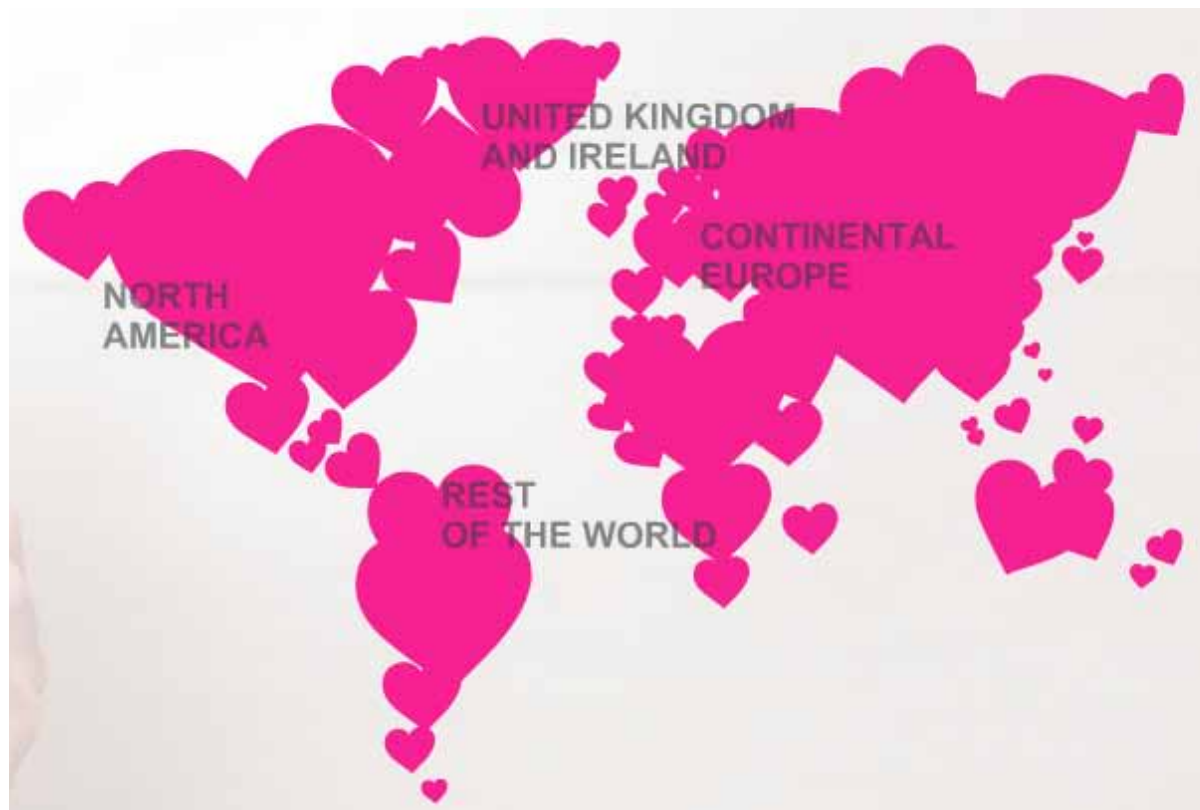 UNITED KINGDOM
AND IRELAND
CONTINENTAL
EUROPE
NORTH
AMERICA
REST
OF THE WORLD